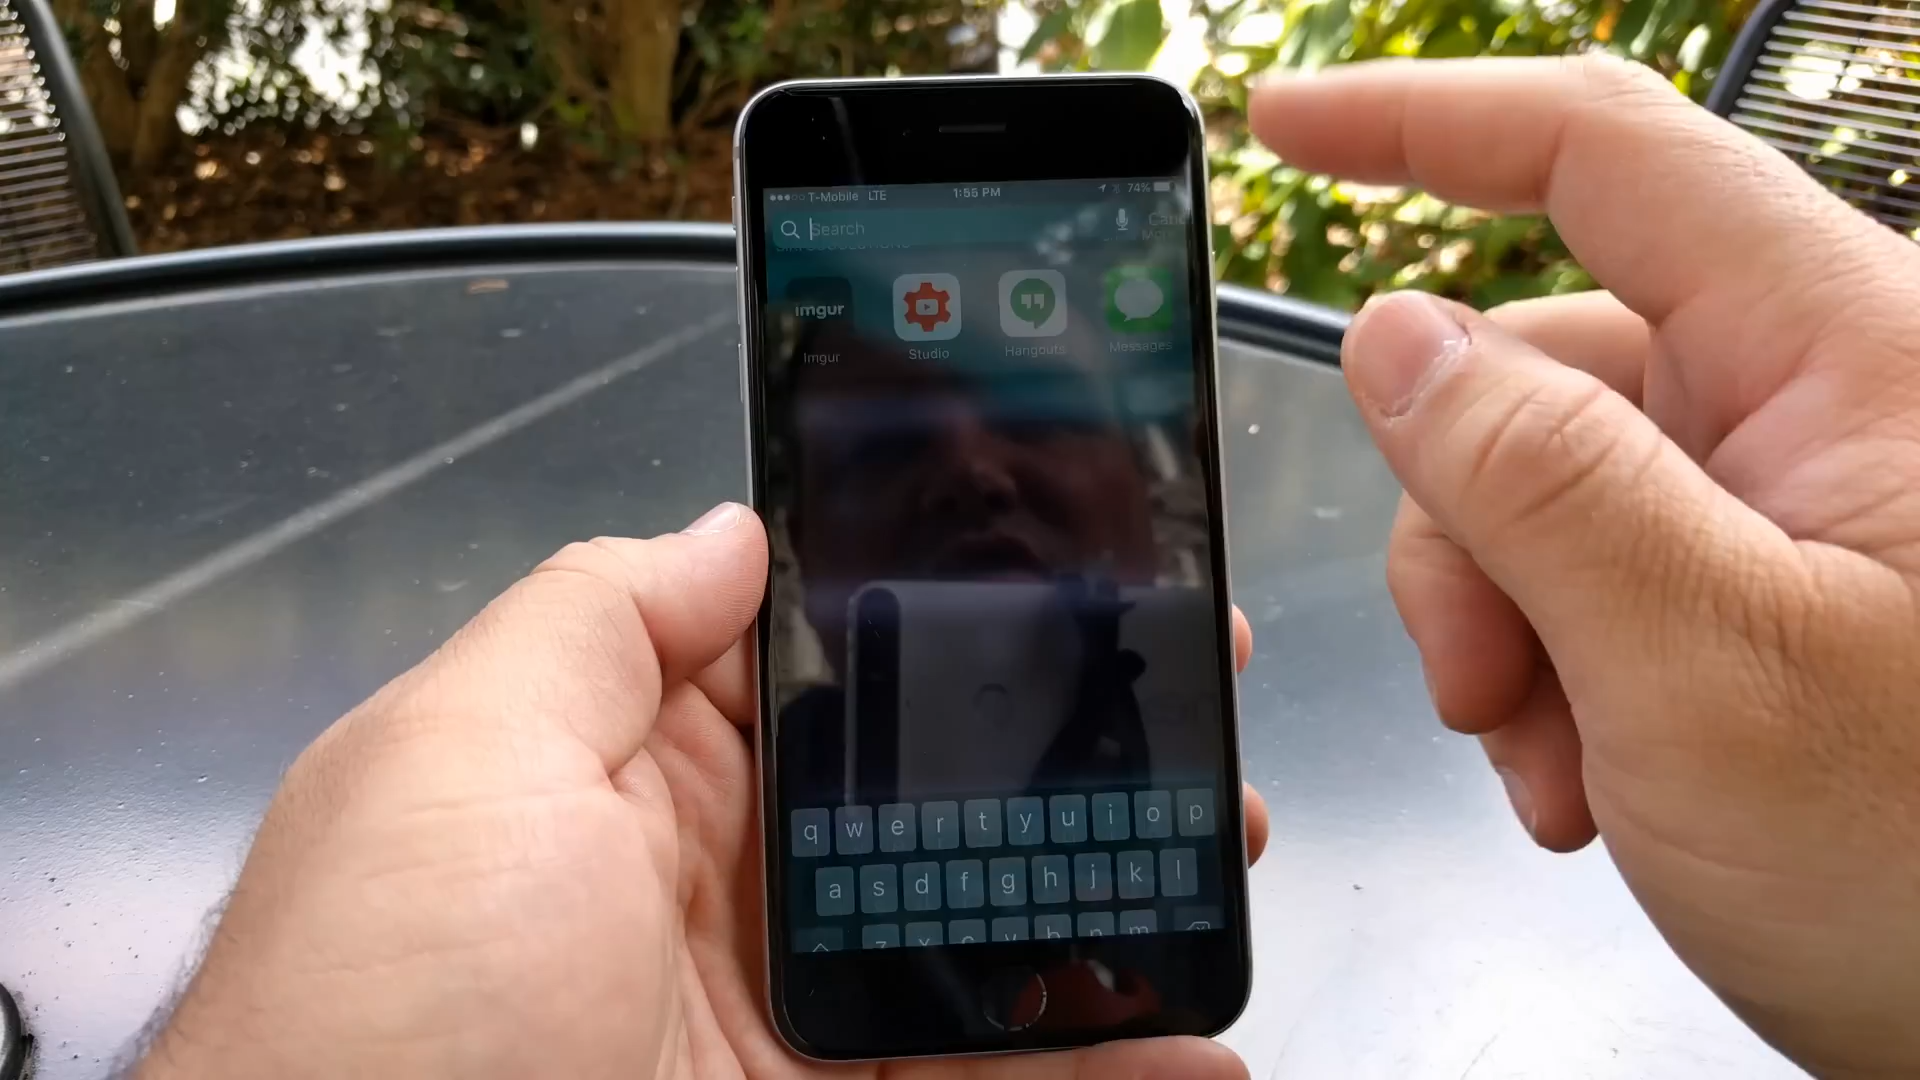 T-Mobile LTE 1:55 PM 74%
Search
imgur
Imgur Studio Hangouts Messages
q w e r t y u i o p
a s d f g h j k l
z x c v b n m